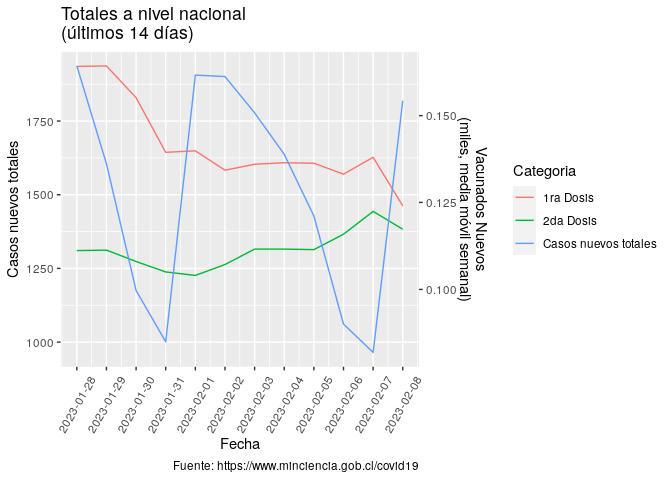 Totales a nivel nacional
(últimos 14 días)
Casos nuevos totales
1750
1500
1250
1000
0.150
0.125
0.100
Vacunados Nuevos
(miles, media móvil semanal)
Categoria
1ra Dosis
2da Dosis
Casos nuevos totales
2023-01-28
2023-01-29
2023-01-30
2023-01-31
2023-02-01
2023-02-02
2023-02-03
2023-02-04
2023-02-05
2023-02-06
2023-02-07
2023-02-08
Fecha
Fuente: https://www.minciencia.gob.cl/covid19